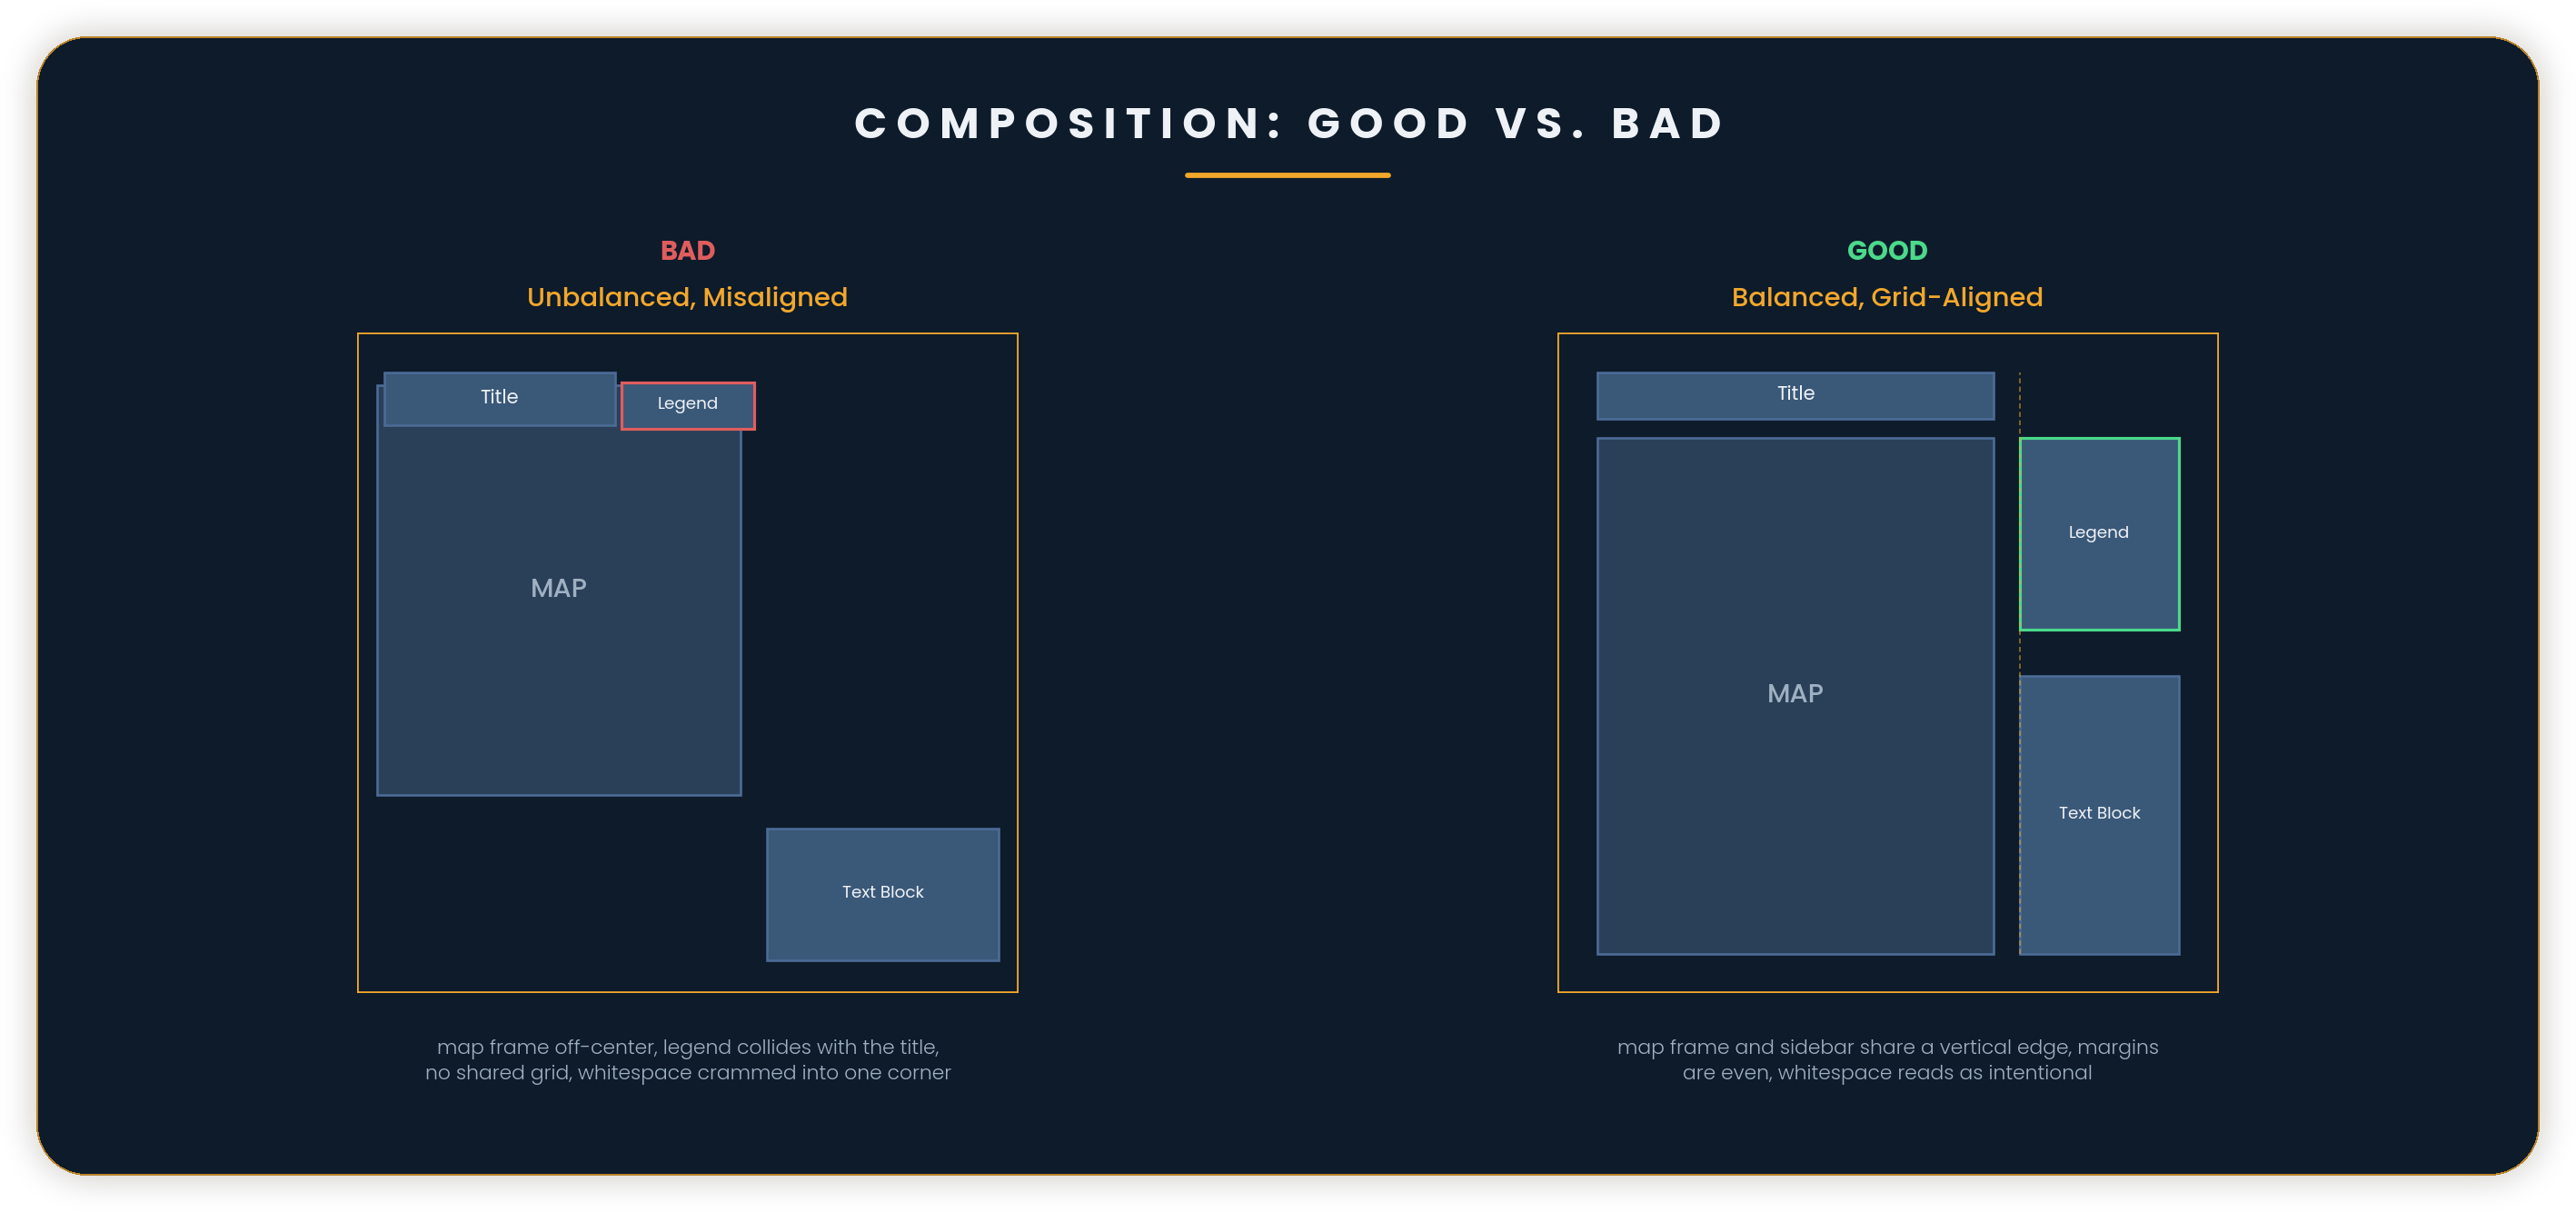 COMPOSITION: GOOD VS. BAD
BAD
Unbalanced, Misaligned
Title
Legend
MAP
Text Block
map frame off-center, legend collides with the title,
no shared grid, whitespace crammed into one corner
GOOD
Balanced, Grid-Aligned
Title
Legend
MAP
Text Block
map frame and sidebar share a vertical edge, margins
are even, whitespace reads as intentional